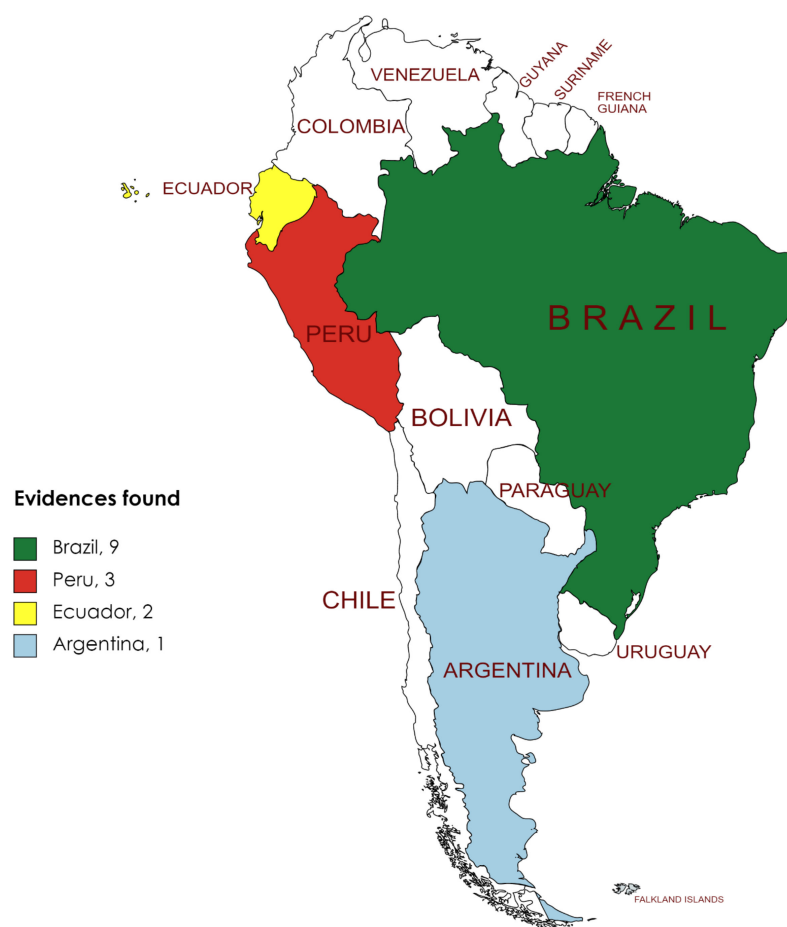 VENEZUELA
GUYANA
SURINAME
FRENCH
GUIANA
COLOMBIA
ECUADOR
BRAZIL
PERU
BOLIVIA
PARAGUAY
Evidences found
Brazil, 9
Peru, 3
Ecuador, 2
Argentina, 1
CHILE
URUGUAY
ARGENTINA
FALKLAND ISLANDS